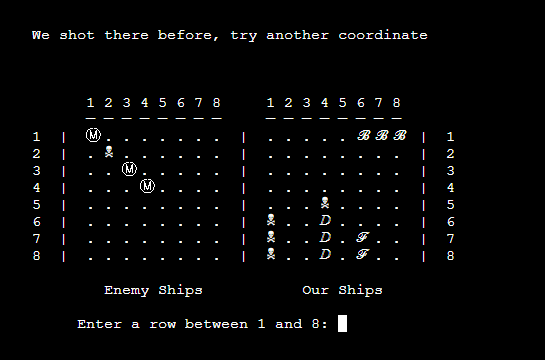 We shot there before, try another coordinate
1 2 3 4 5 6 7 8 1 2 3 4 5 6 7 8
_ _ _ _ _ _ _ _ _ _ _ _ _ _ _ _
1 | Ⓜ . . . . . . . | . . . . . ℬ ℬ ℬ | 1
2 | . ☠ . . . . . . | . . . . . . . . | 2
3 | . . Ⓜ . . . . . | . . . . . . . . | 3
4 | . . . Ⓜ . . . . | . . . . . . . . | 4
5 | . . . . . . . . | . . . ☠ . . . . | 5
6 | . . . . . . . . | ☠ . . D . . . . | 6
7 | . . . . . . . . | ☠ . . D . ℱ . . | 7
8 | . . . . . . . . | ☠ . . D . ℱ . . | 8
Enemy Ships Our Ships
Enter a row between 1 and 8: